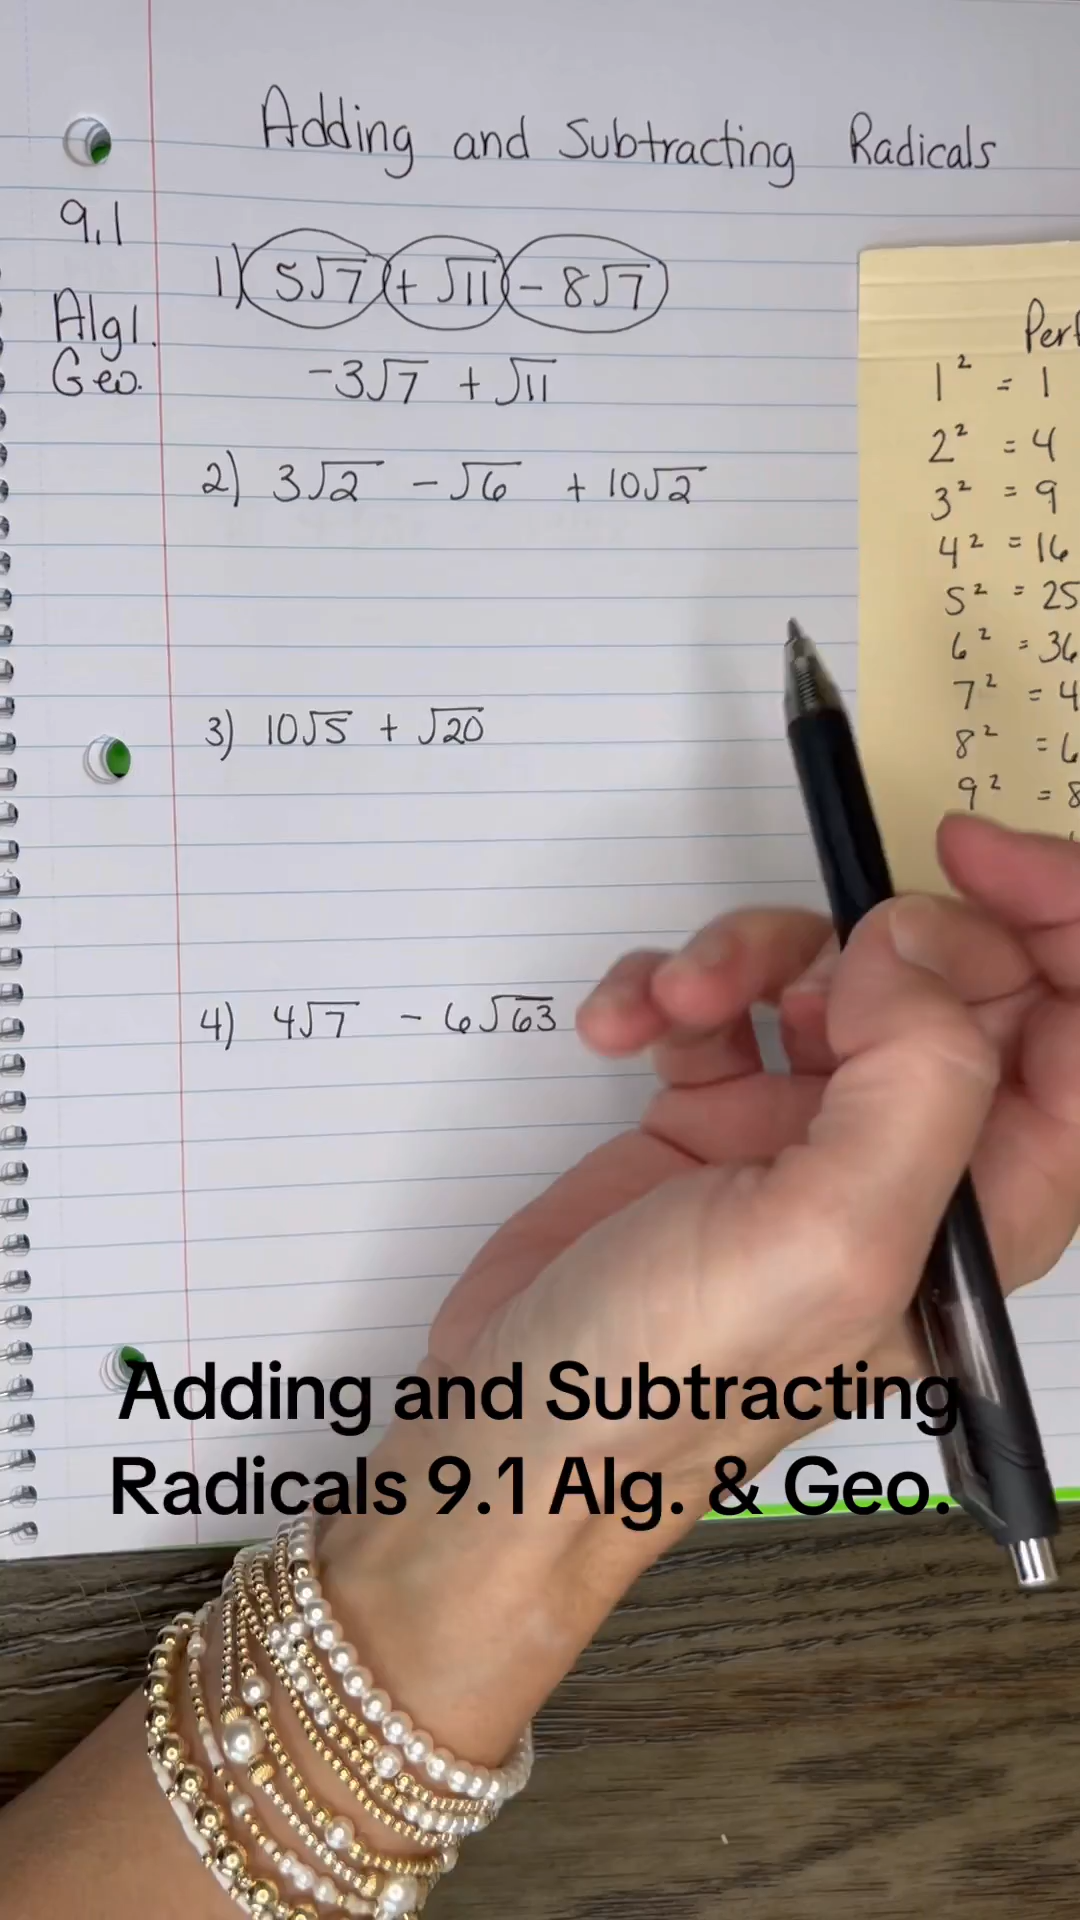 Adding and Subtracting Radicals
9.1
Alg1.
Geo.
1) 5√7 + √11 - 8√7
-3√7 + √11
2) 3√2 - √6 + 10√2
3) 10√5 + √20
4) 4√7 - 6√63
1² = 1
2² = 4
3² = 9
4² = 16
5² = 25
6² = 36
7² = 4
8² = 6
9² = 8
Adding and Subtracting
Radicals 9.1 Alg. & Geo.